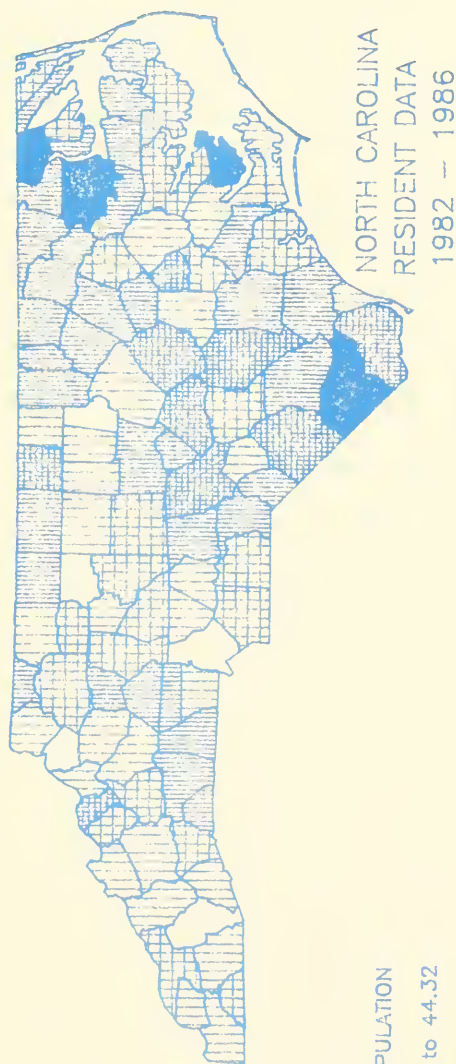 NORTH CAROLINA
RESIDENT DATA
1982 – 1986
PULATION
to 44.32